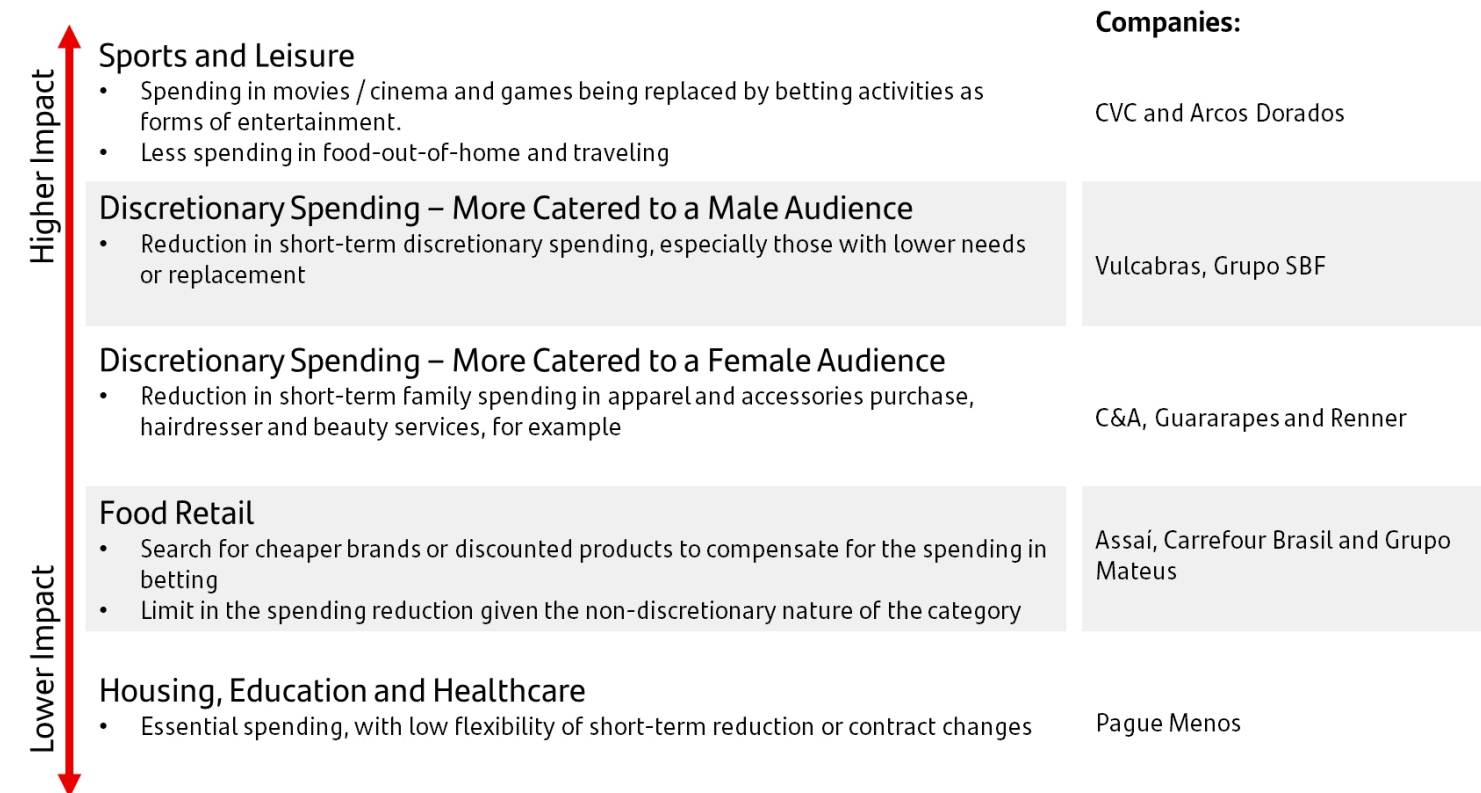 Companies:
Higher Impact
Sports and Leisure
• Spending in movies / cinema and games being replaced by betting activities as
forms of entertainment.
• Less spending in food-out-of-home and traveling
CVC and Arcos Dorados
Discretionary Spending – More Catered to a Male Audience
• Reduction in short-term discretionary spending, especially those with lower needs
or replacement
Vulcabras, Grupo SBF
Discretionary Spending – More Catered to a Female Audience
• Reduction in short-term family spending in apparel and accessories purchase,
hairdresser and beauty services, for example
C&A, Guararapes and Renner
Lower Impact
Food Retail
• Search for cheaper brands or discounted products to compensate for the spending in
betting
• Limit in the spending reduction given the non-discretionary nature of the category
Assaí, Carrefour Brasil and Grupo
Mateus
Housing, Education and Healthcare
• Essential spending, with low flexibility of short-term reduction or contract changes
Pague Menos